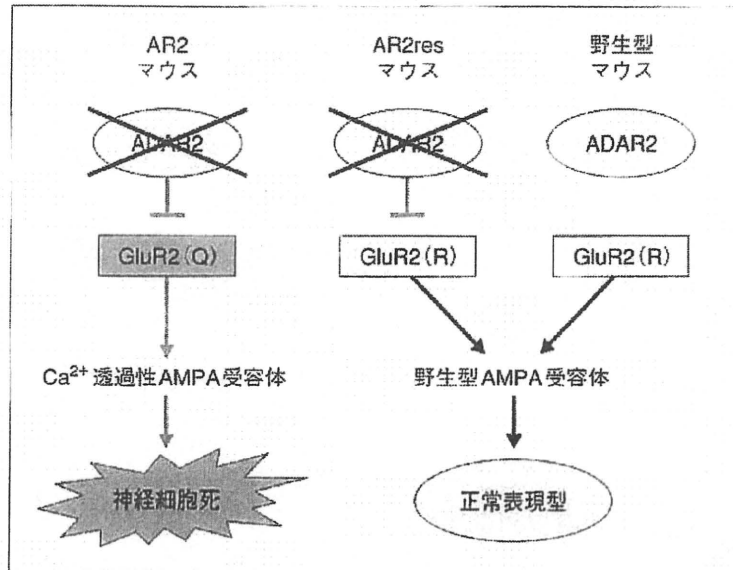 AR2
マウス
AR2res
マウス
野生型
マウス
ADAR2
ADAR2
ADAR2
GluR2(Q)
GluR2(R)
GluR2(R)
Ca²⁺透過性AMPA受容体
野生型AMPA受容体
神経細胞死
正常表現型